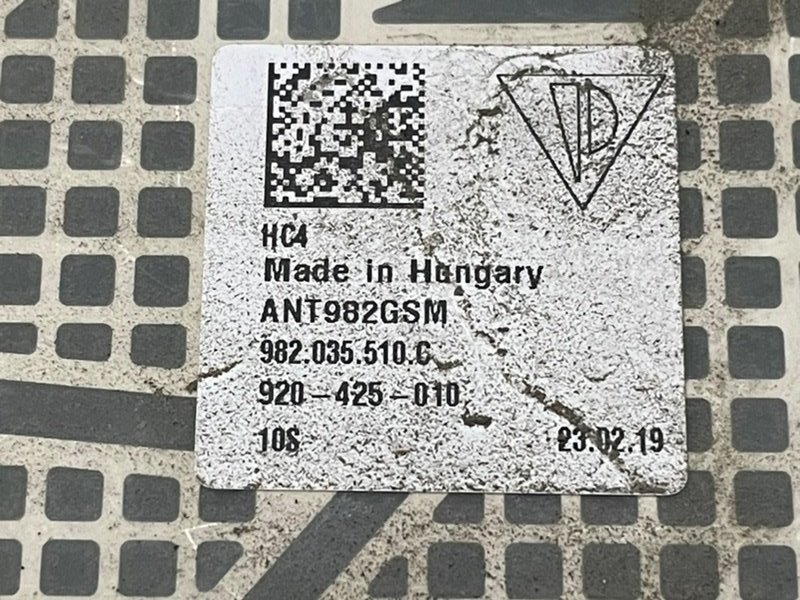 HC4
Made in Hungary
ANT982GSM
982.035.510.C
920-425-010
10S 23.02.19